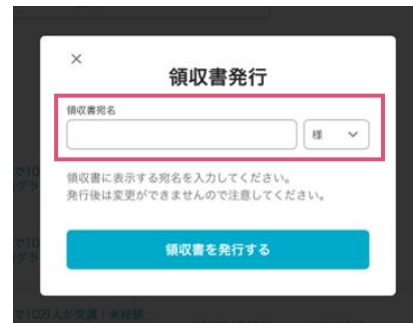 ×
領収書発行
領収書宛名
様
領収書に表示する宛名を入力してください。
発行後は変更ができませんので注意してください。
領収書を発行する
で10万人が受講!未経験